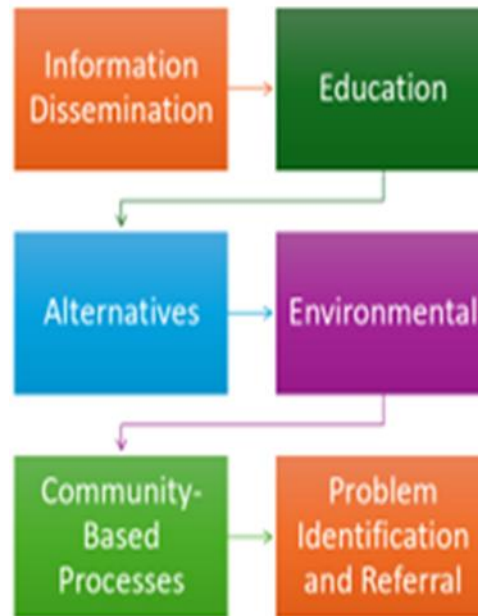 Information
Dissemination
Education
Alternatives
Environmental
Community-
Based
Processes
Problem
Identification
and Referral